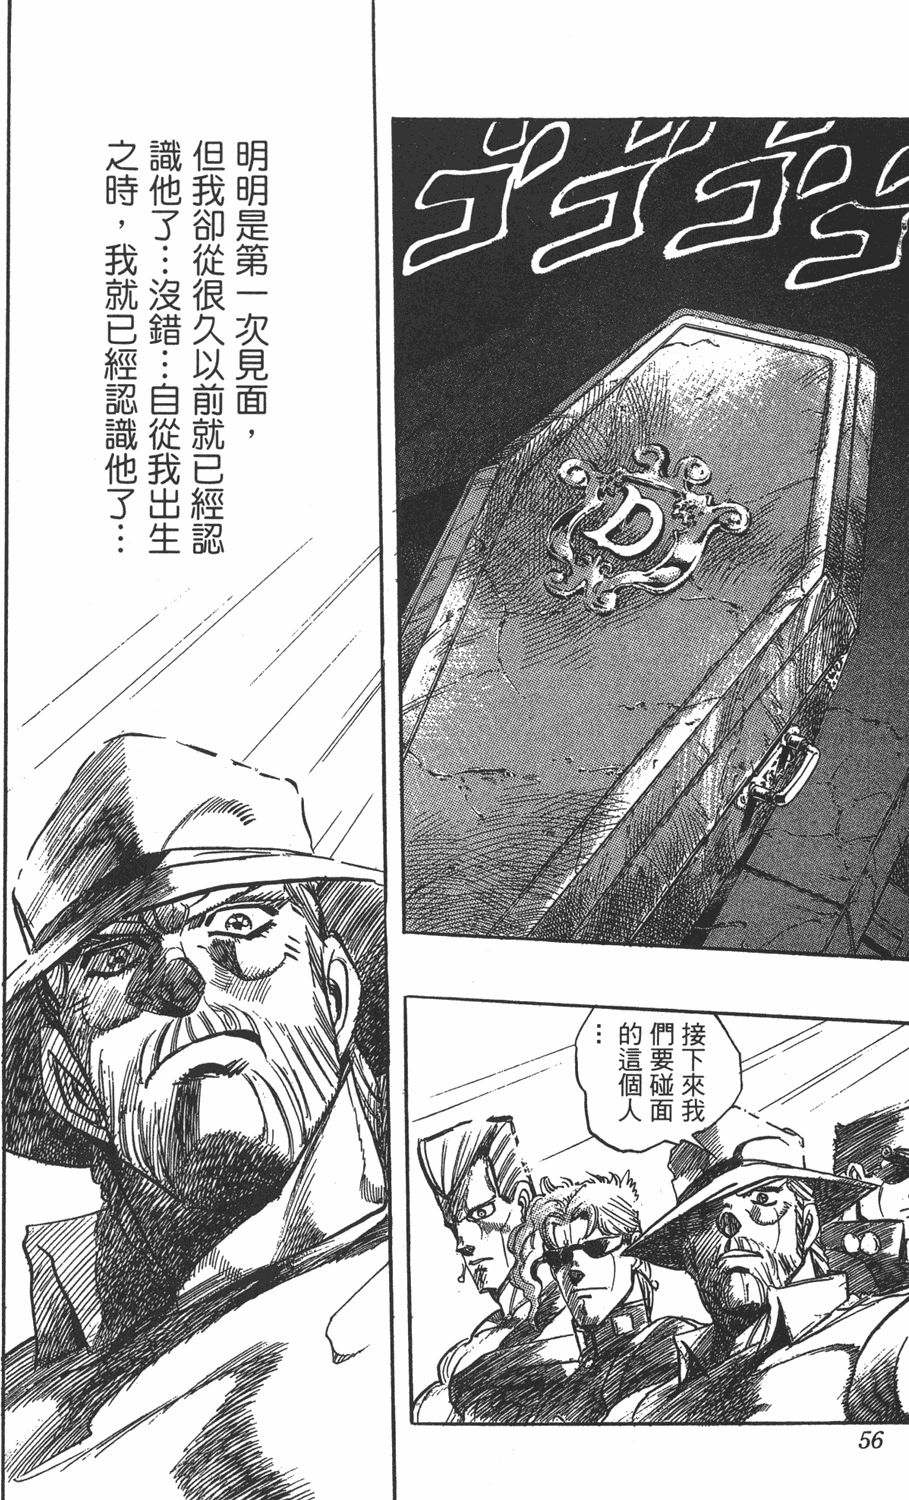 ゴゴゴゴ
D
接下來我
們要碰面
的這個人
…
明明是第一次見面，
但我卻從很久以前就已經認
識他了…沒錯…自從我出生
之時，我就已經認識他了…
56